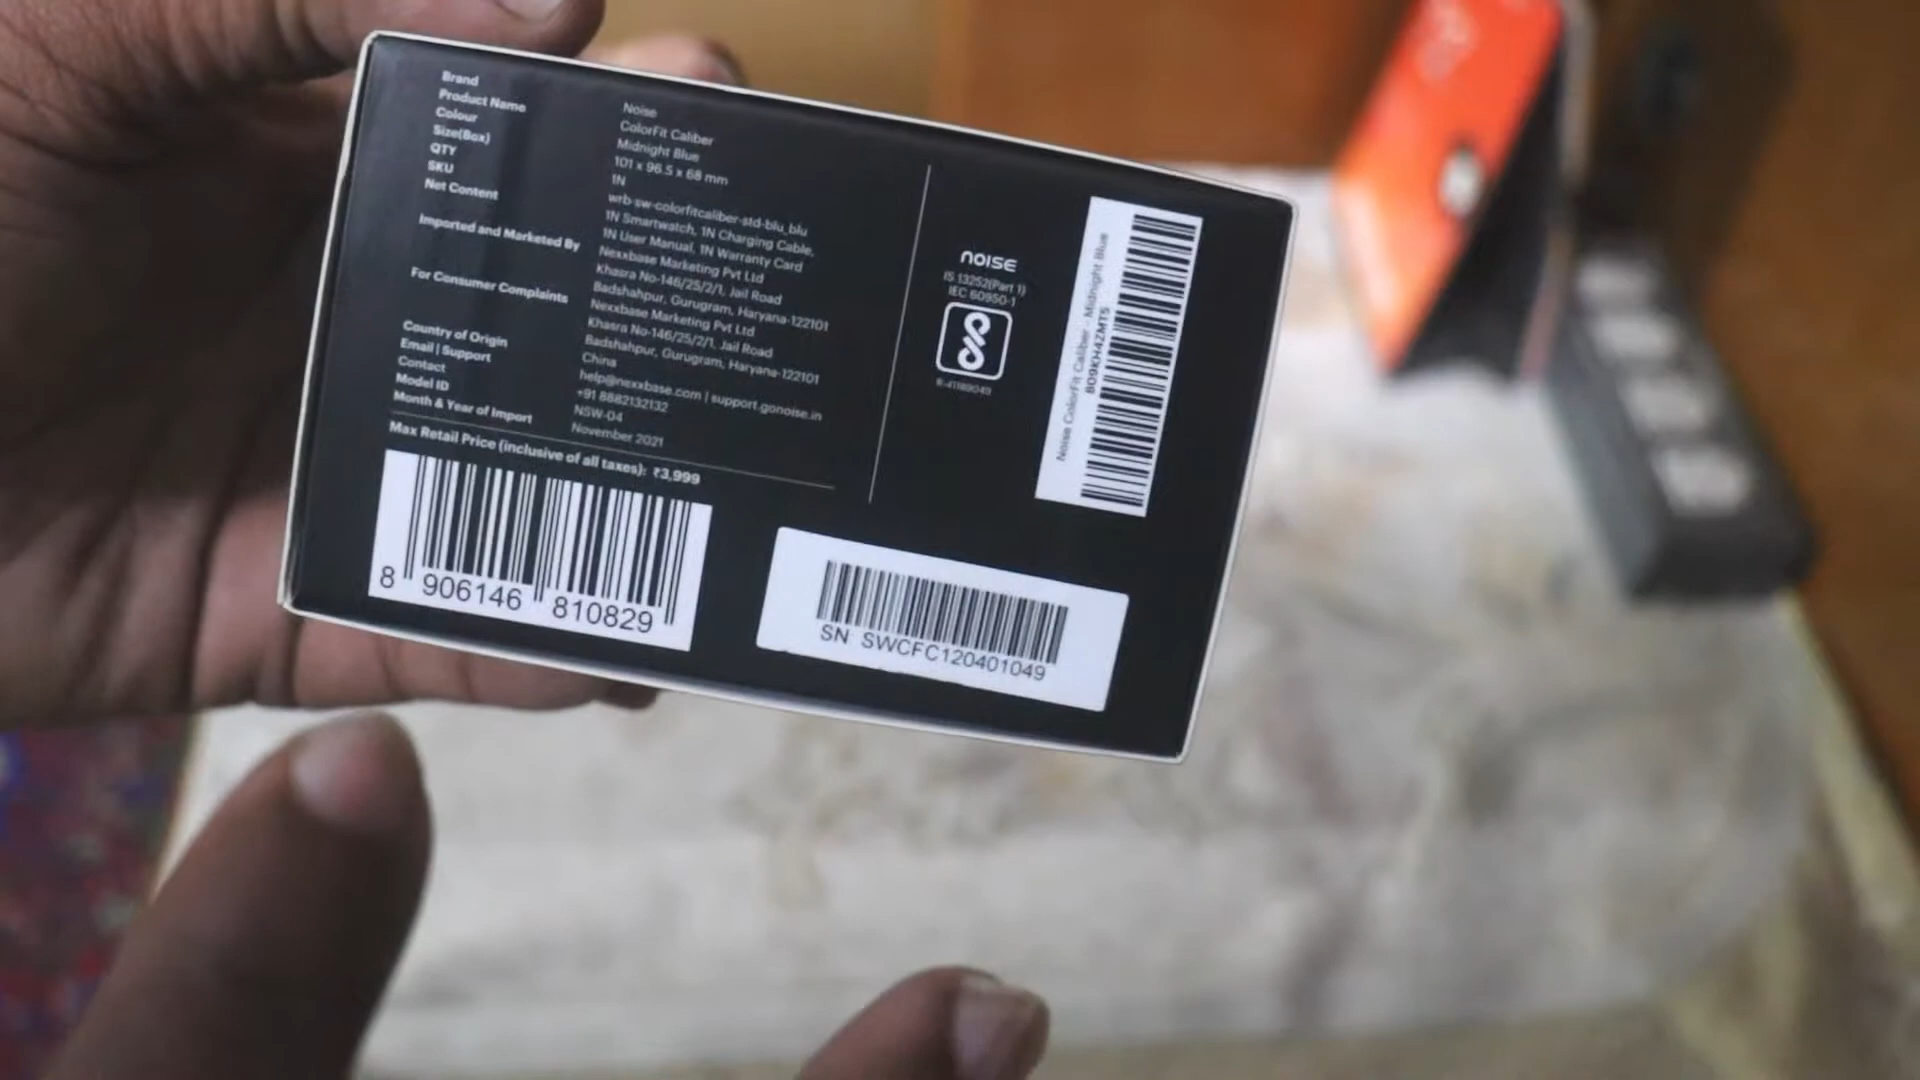 Brand Noise
Product Name ColorFit Caliber
Colour Midnight Blue
Size(Box) 101 x 96.5 x 68 mm
QTY 1N
SKU wrb-sw-colorfitcaliber-std-blu_blu
Net Content 1N Smartwatch, 1N Charging Cable,
1N User Manual, 1N Warranty Card
Imported and Marketed By Nexxbase Marketing Pvt Ltd
Khasra No-146/25/2/1, Jail Road
Badshahpur, Gurugram, Haryana-122101
For Consumer Complaints Nexxbase Marketing Pvt Ltd
Khasra No-146/25/2/1, Jail Road
Badshahpur, Gurugram, Haryana-122101
Country of Origin China
Email | Support help@nexxbase.com | support.gonoise.in
Contact +91 8882132132
Model ID NSW-04
Month & Year of Import November 2021
Max Retail Price (inclusive of all taxes): ₹3,999
8 906146 810829
noise
IS 13252(Part 1)
IEC 60950-1
Noise ColorFit Caliber - Midnight Blue
B09KH4ZMTS
SN SWCFC120401049